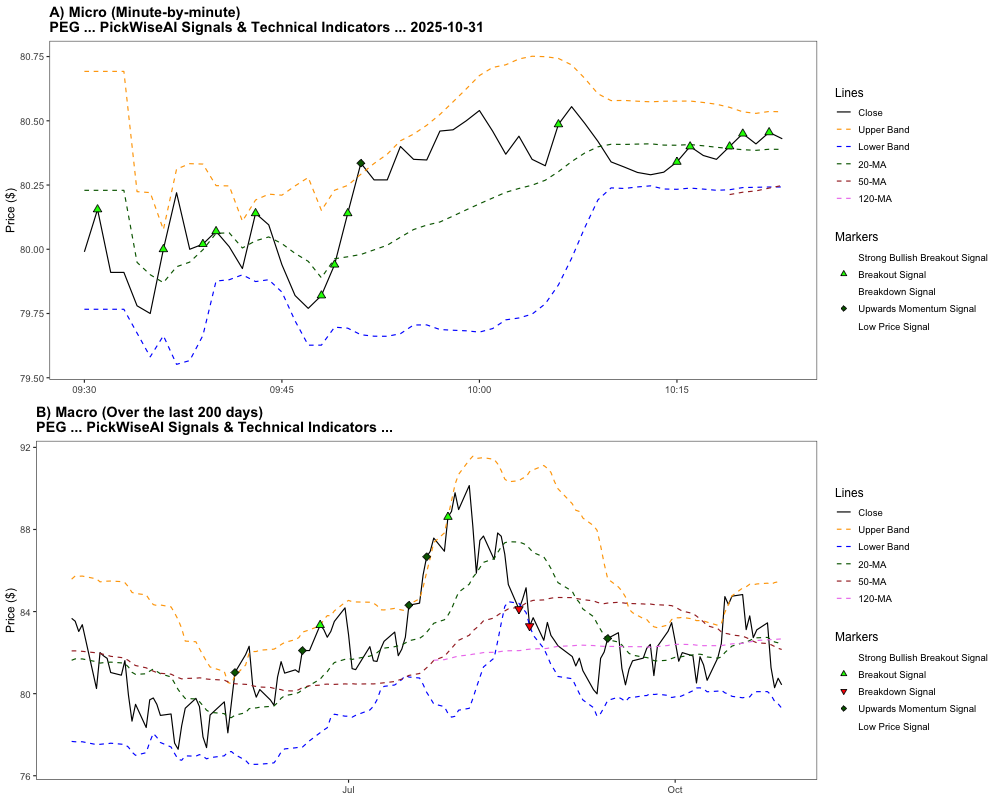 A) Micro (Minute-by-minute)
PEG ... PickWiseAI Signals & Technical Indicators ... 2025-10-31
Price ($)
80.75
80.50
80.25
80.00
79.75
79.50
09:30
09:45
10:00
10:15
Lines
Close
Upper Band
Lower Band
20-MA
50-MA
120-MA
Markers
Strong Bullish Breakout Signal
Breakout Signal
Breakdown Signal
Upwards Momentum Signal
Low Price Signal
B) Macro (Over the last 200 days)
PEG ... PickWiseAI Signals & Technical Indicators ...
Price ($)
92
88
84
80
76
Jul
Oct
Lines
Close
Upper Band
Lower Band
20-MA
50-MA
120-MA
Markers
Strong Bullish Breakout Signal
Breakout Signal
Breakdown Signal
Upwards Momentum Signal
Low Price Signal